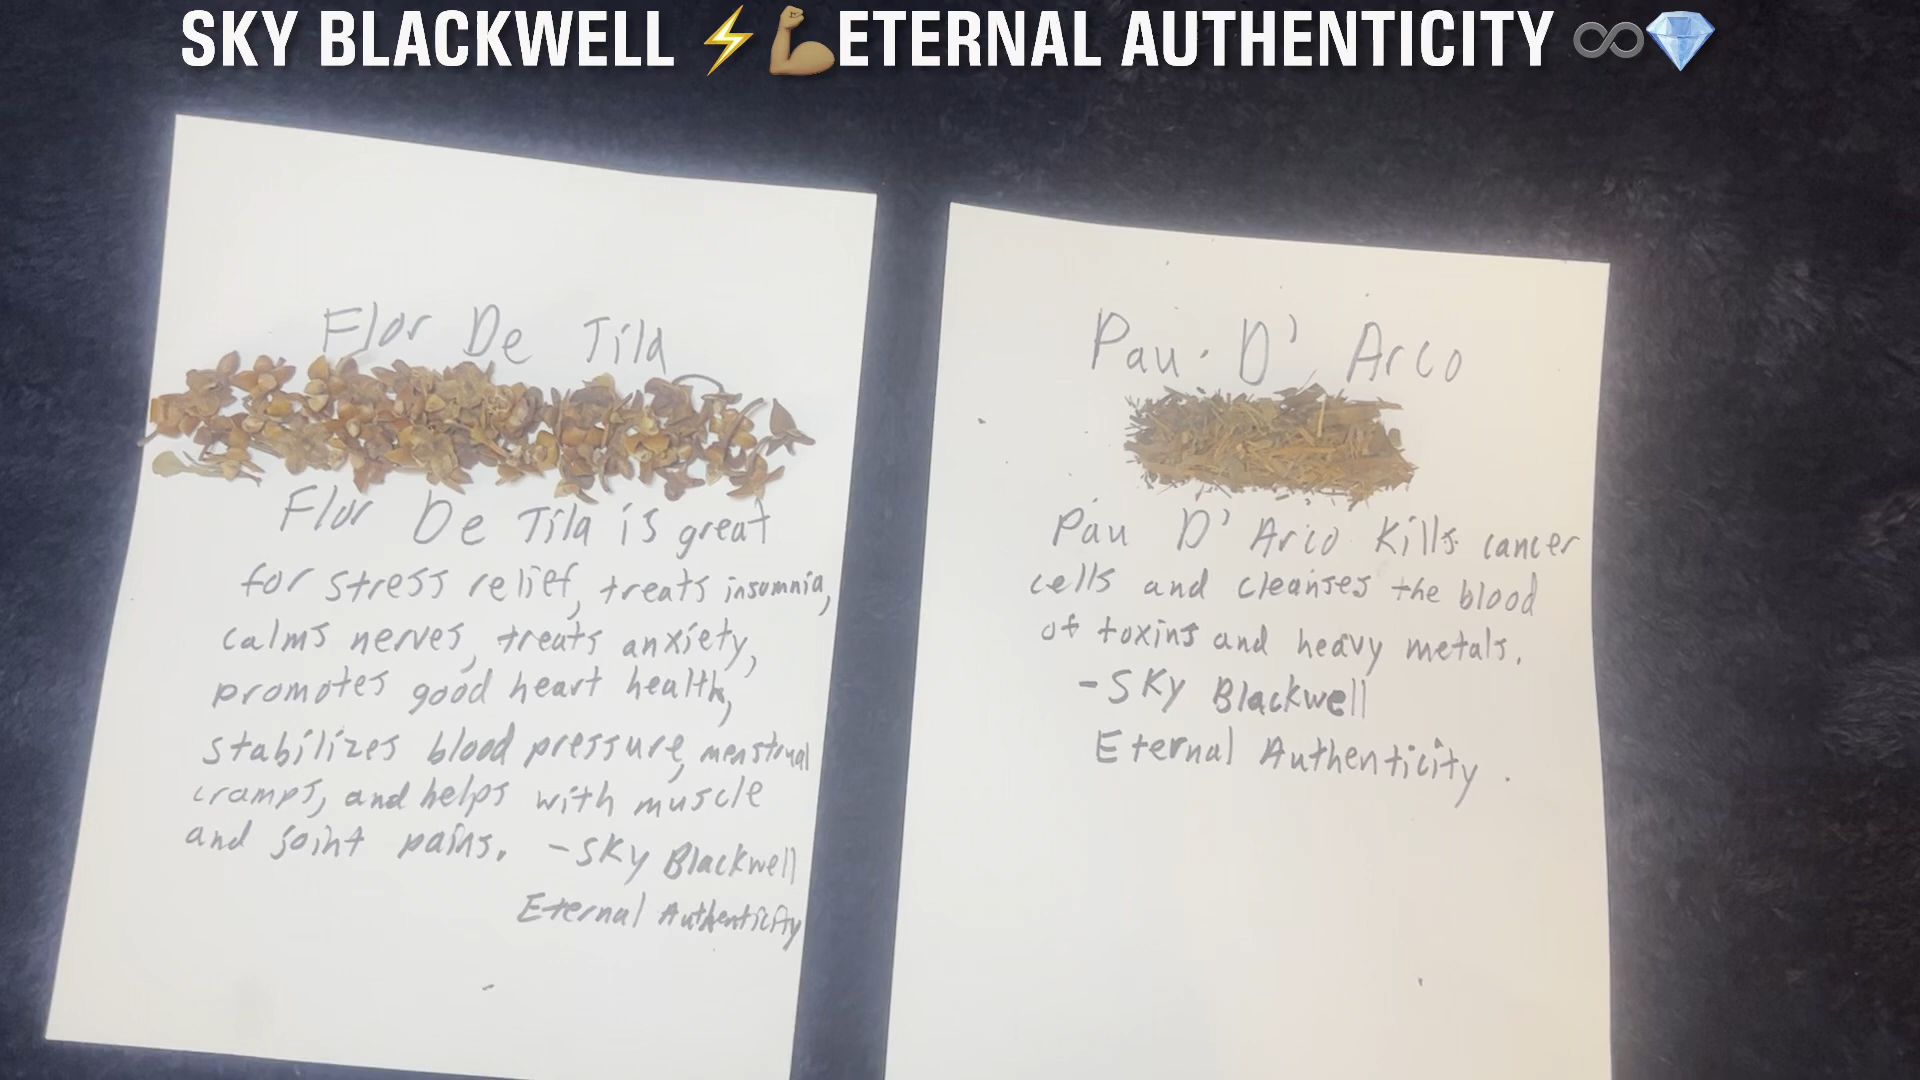 SKY BLACKWELL ⚡💪🏽ETERNAL AUTHENTICITY ♾💎
Flor De Tila
Flor De Tila is great
for stress relief, treats insomnia,
calms nerves, treats anxiety,
promotes good heart health,
stabilizes blood pressure, menstrual
cramps, and helps with muscle
and joint pains. -Sky Blackwell
Eternal Authenticity
Pau D' Arco
Pau D' Arco Kills cancer
cells and cleanses the blood
of toxins and heavy metals.
-Sky Blackwell
Eternal Authenticity.